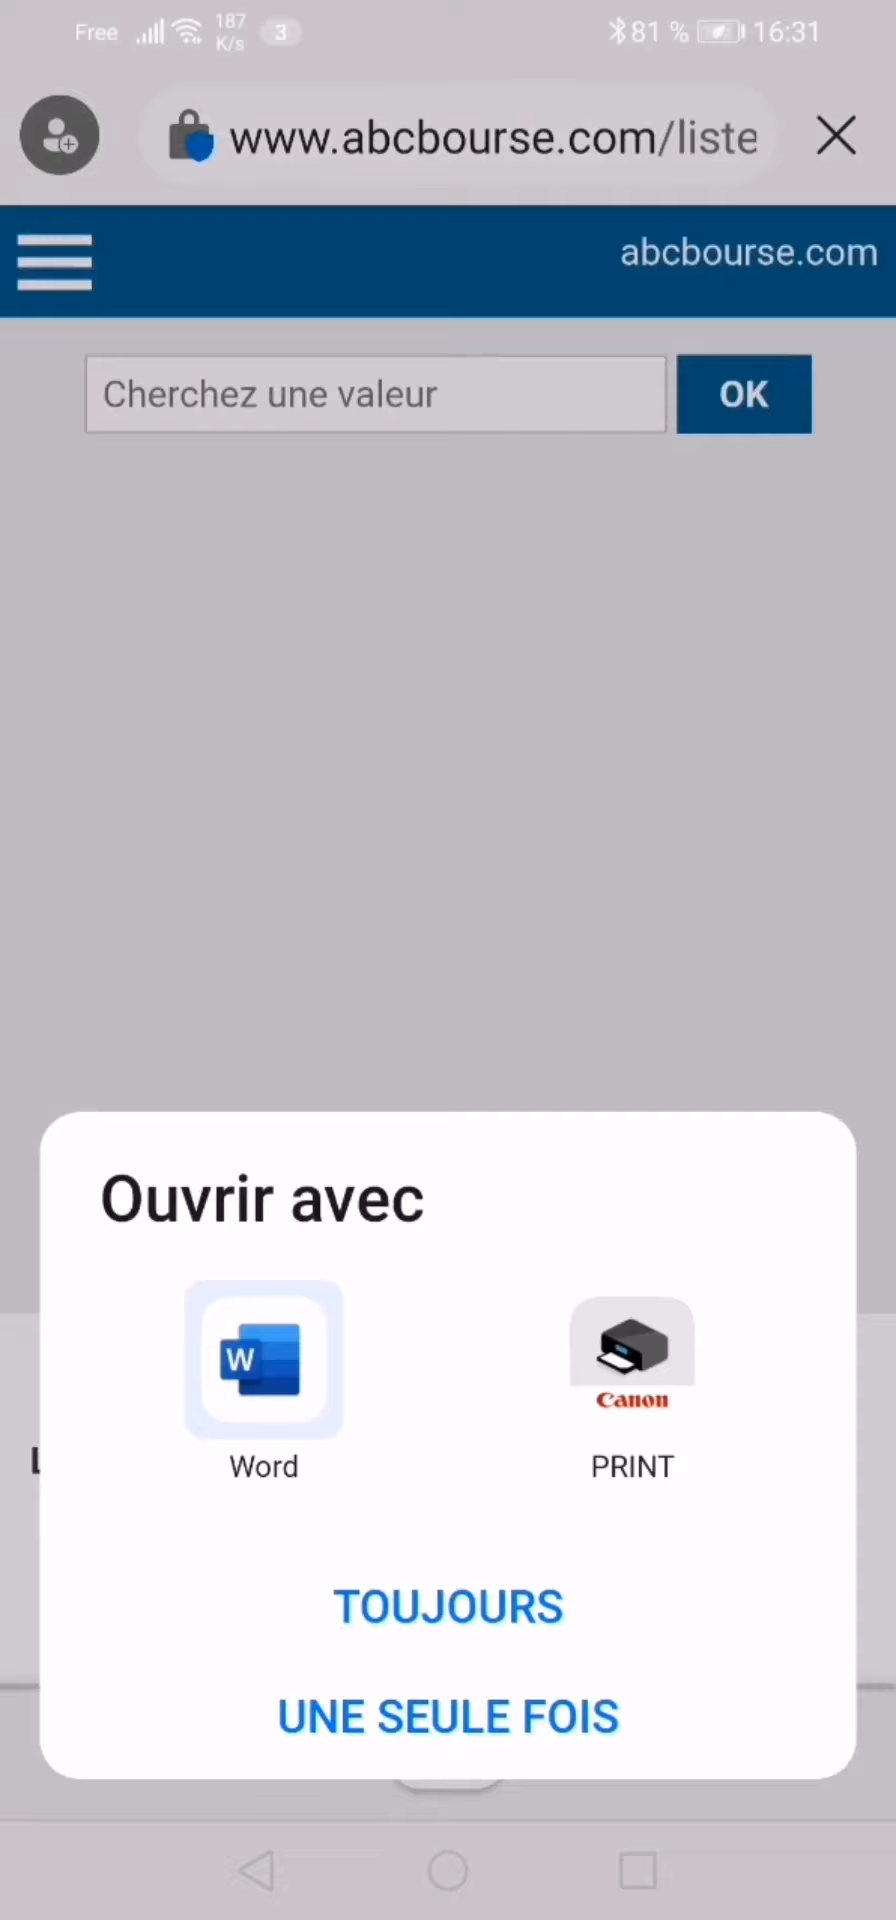 Free 187 K/s 3 81 % 16:31
www.abcbourse.com/liste
abcbourse.com
Cherchez une valeur OK
Ouvrir avec
W
Canon
Word PRINT
TOUJOURS
UNE SEULE FOIS